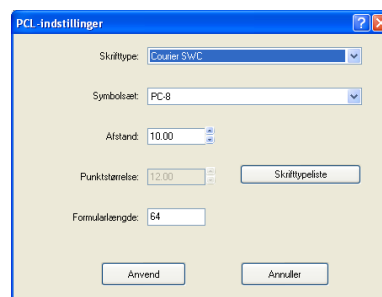 PCL-indstillinger
Skrifttype: Courier SWC
Symbolsæt: PC-8
Afstand: 10.00
Punktstørrelse: 12.00 Skrifttypeliste
Formularlængde: 64
Anvend Annuller